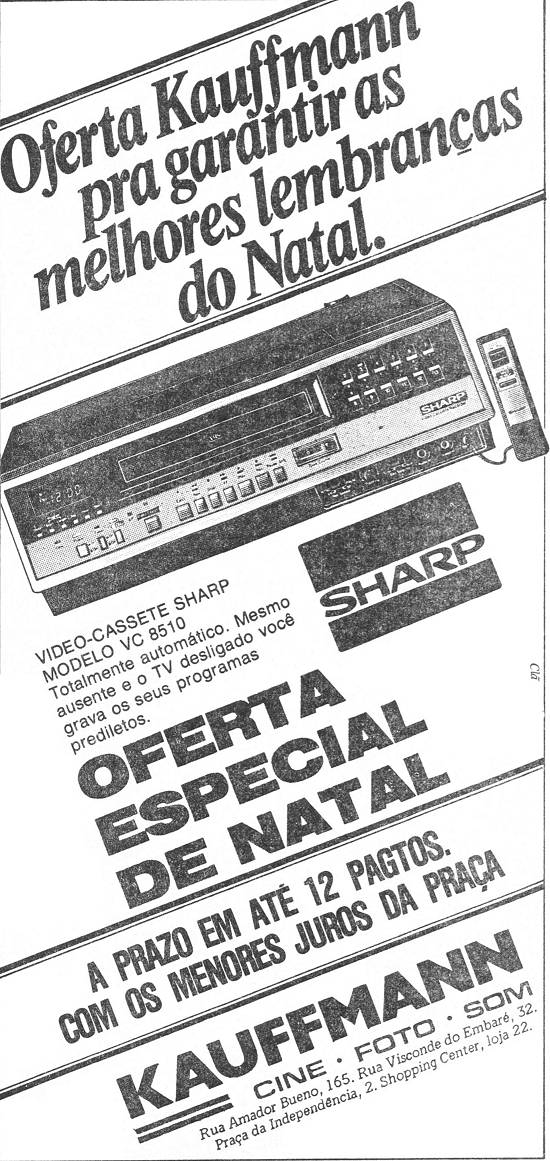 Oferta Kauffmann
pra garantir as
melhores lembranças
do Natal.
SHARP
12:00
SHARP
VIDEO-CASSETE SHARP
MODELO VC 8510
Totalmente automático. Mesmo
ausente e o TV desligado você
grava os seus programas
prediletos.
Clã
OFERTA
ESPECIAL
DE NATAL
A PRAZO EM ATÉ 12 PAGTOS.
COM OS MENORES JUROS DA PRAÇA
KAUFFMANN
CINE • FOTO • SOM
Rua Amador Bueno, 165. Rua Visconde do Embaré, 32.
Praça da Independência, 2. Shopping Center, loja 22.